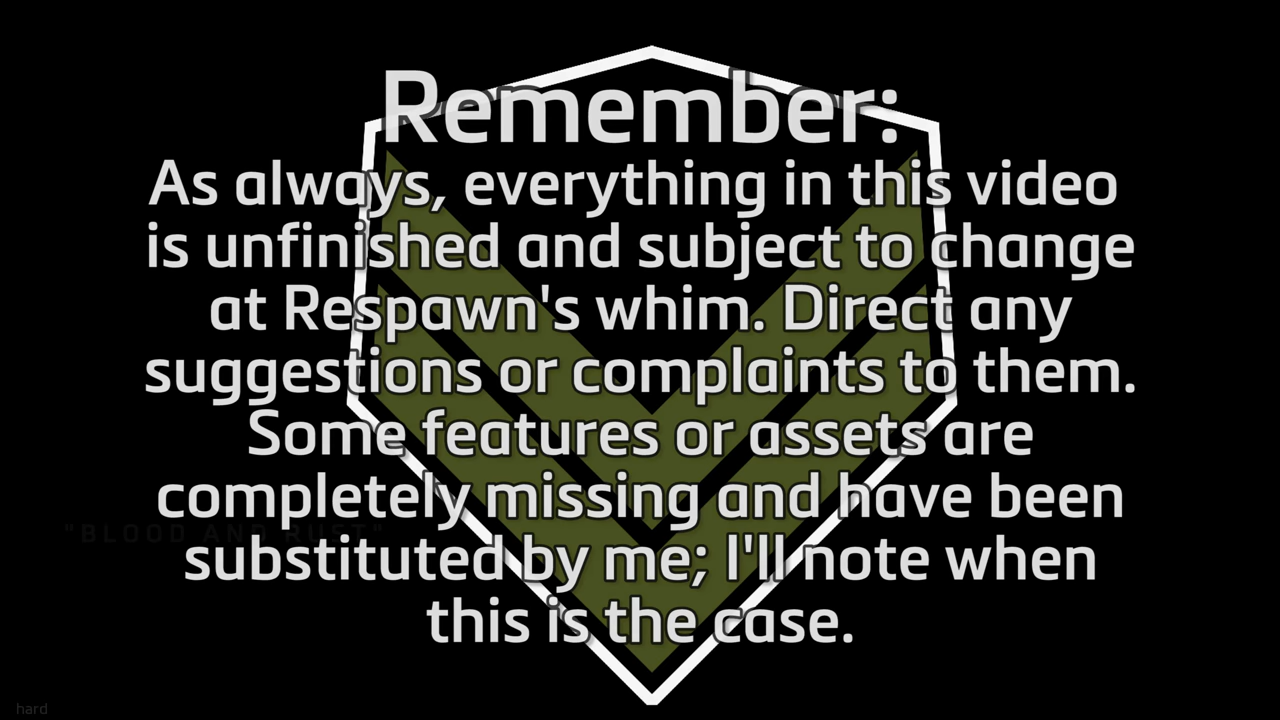 Remember:
As always, everything in this video
is unfinished and subject to change
at Respawn's whim. Direct any
suggestions or complaints to them.
Some features or assets are
completely missing and have been
"BLOOD AND RUST"
substituted by me; I'll note when
this is the case.
hard